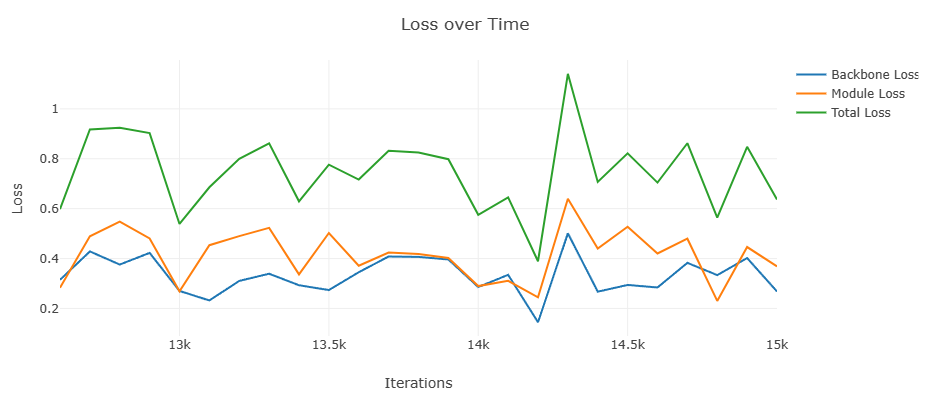 Loss over Time
Backbone Loss
Module Loss
Total Loss
1
0.8
0.6
0.4
0.2
Loss
13k
13.5k
14k
14.5k
15k
Iterations